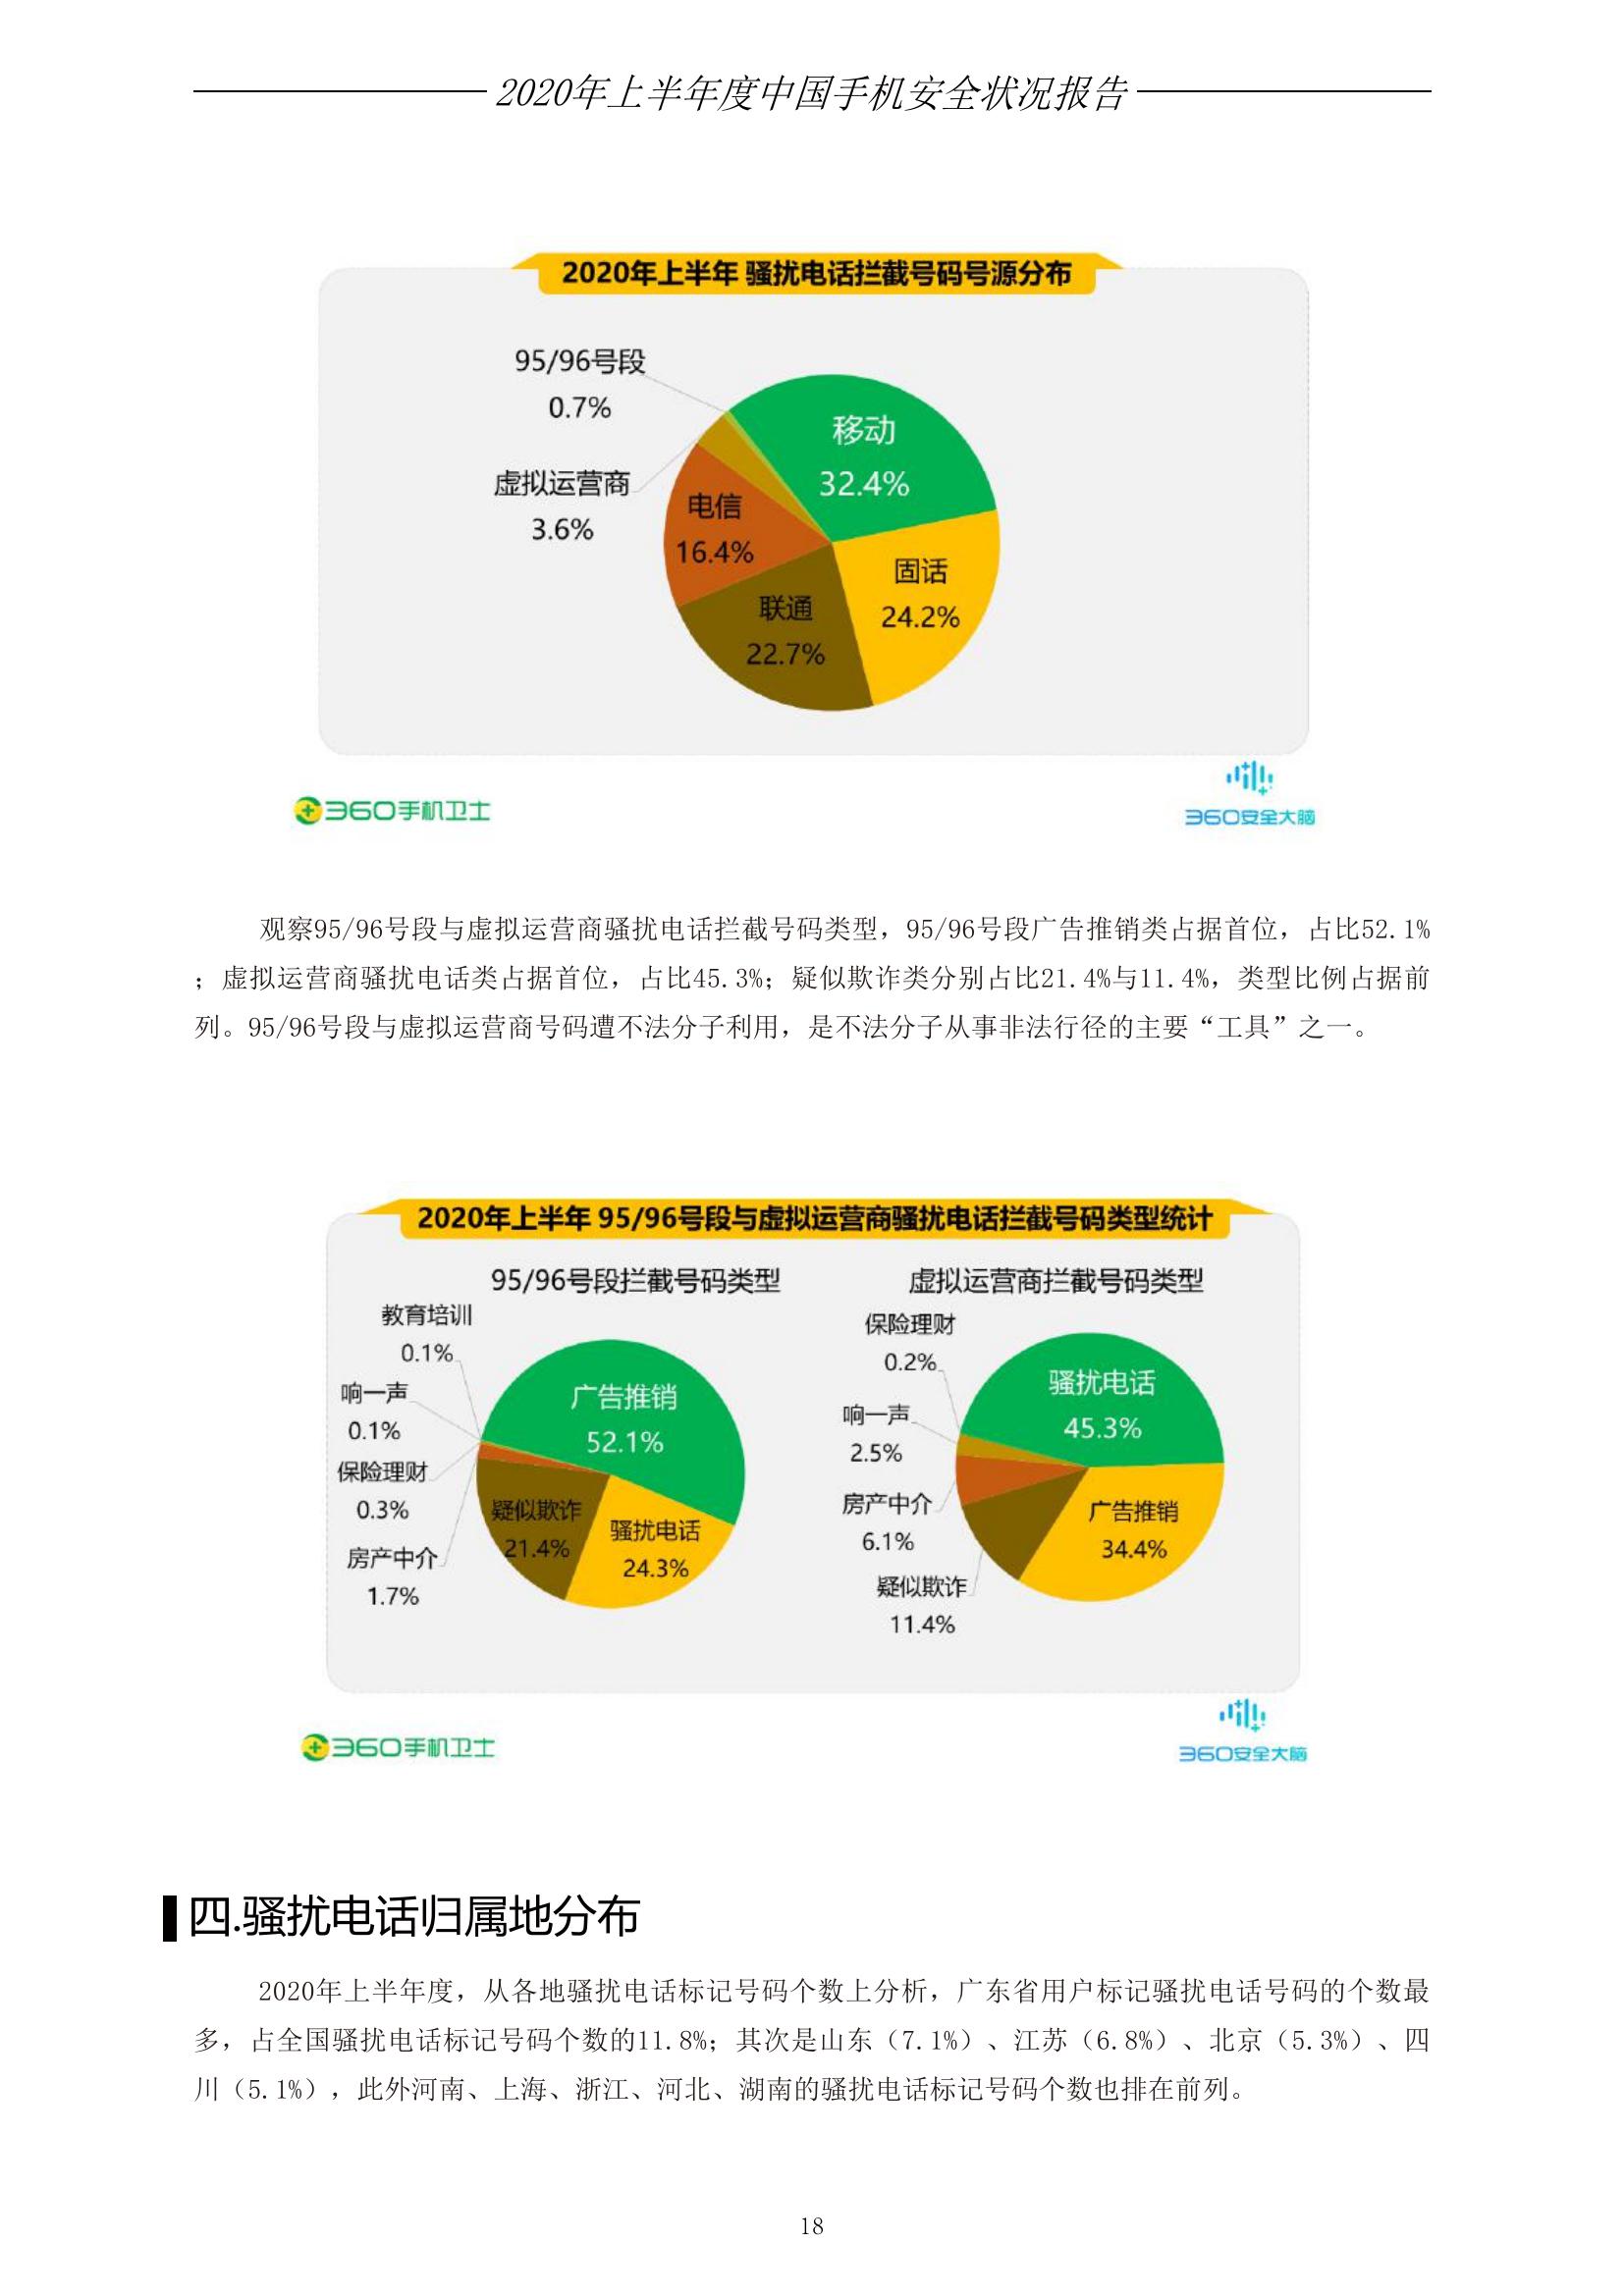 2020年上半年度中国手机安全状况报告
2020年上半年 骚扰电话拦截号码号源分布
95/96号段
0.7%
移动
32.4%
虚拟运营商
3.6%
电信
16.4%
固话
24.2%
联通
22.7%
360手机卫士
360安全大脑
观察95/96号段与虚拟运营商骚扰电话拦截号码类型，95/96号段广告推销类占据首位，占比52.1%
；虚拟运营商骚扰电话类占据首位，占比45.3%；疑似欺诈类分别占比21.4%与11.4%，类型比例占据前
列。95/96号段与虚拟运营商号码遭不法分子利用，是不法分子从事非法行径的主要“工具”之一。
2020年上半年 95/96号段与虚拟运营商骚扰电话拦截号码类型统计
95/96号段拦截号码类型
教育培训
0.1%
响一声
0.1%
保险理财
0.3%
房产中介
1.7%
广告推销
52.1%
疑似欺诈
21.4%
骚扰电话
24.3%
虚拟运营商拦截号码类型
保险理财
0.2%
响一声
2.5%
房产中介
6.1%
疑似欺诈
11.4%
骚扰电话
45.3%
广告推销
34.4%
360手机卫士
360安全大脑
四.骚扰电话归属地分布
2020年上半年度，从各地骚扰电话标记号码个数上分析，广东省用户标记骚扰电话号码的个数最
多，占全国骚扰电话标记号码个数的11.8%；其次是山东（7.1%）、江苏（6.8%）、北京（5.3%）、四
川（5.1%），此外河南、上海、浙江、河北、湖南的骚扰电话标记号码个数也排在前列。
18